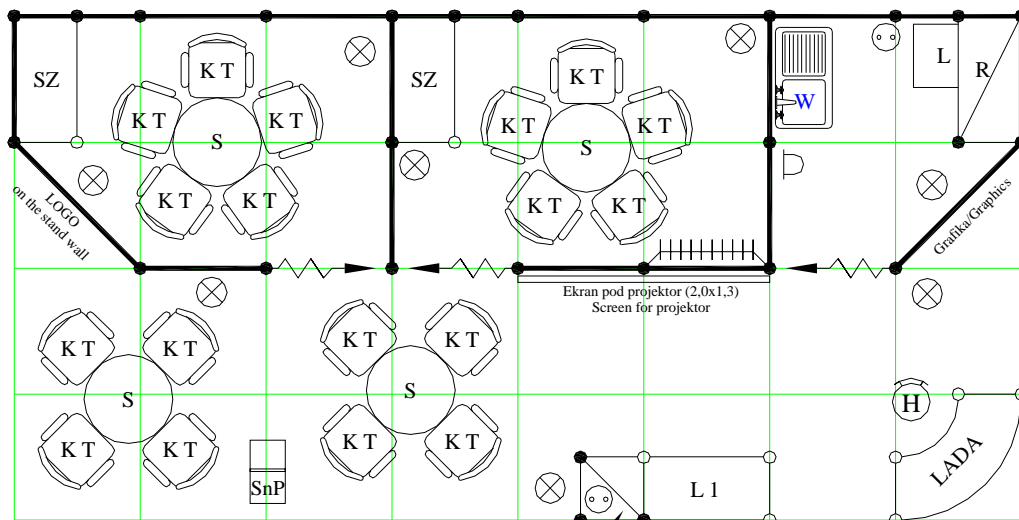 SZ
K T
K T
K T
S
K T
K T
SZ
K T
K T
K T
S
K T
K T
W
L
R
LOGO
on the stand wall
Grafika/Graphics
Ekran pod projektor (2,0x1,3)
Screen for projektor
K T
K T
S
K T
K T
K T
K T
S
K T
K T
SnP
L 1
H
LADA